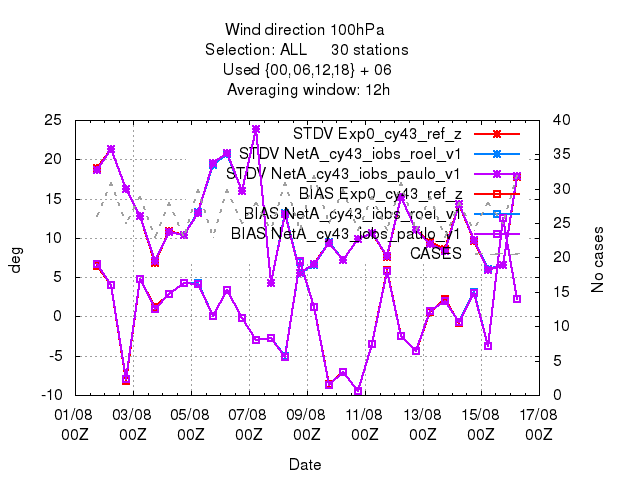 Wind direction 100hPa
Selection: ALL 30 stations
Used {00,06,12,18} + 06
Averaging window: 12h
25 40
STDV Exp0_cy43_ref_z
20 35
STDV NetA_cy43_iobs_roel_v1
STDV NetA_cy43_iobs_paulo_v1
15 30
BIAS Exp0_cy43_ref_z
BIAS NetA_cy43_iobs_roel_v1
10 25
BIAS NetA_cy43_iobs_paulo_v1
CASES
5 20
0 15
-5 10
5
-10 0
deg
No cases
01/08 03/08 05/08 07/08 09/08 11/08 13/08 15/08 17/08
00Z 00Z 00Z 00Z 00Z 00Z 00Z 00Z 00Z
Date